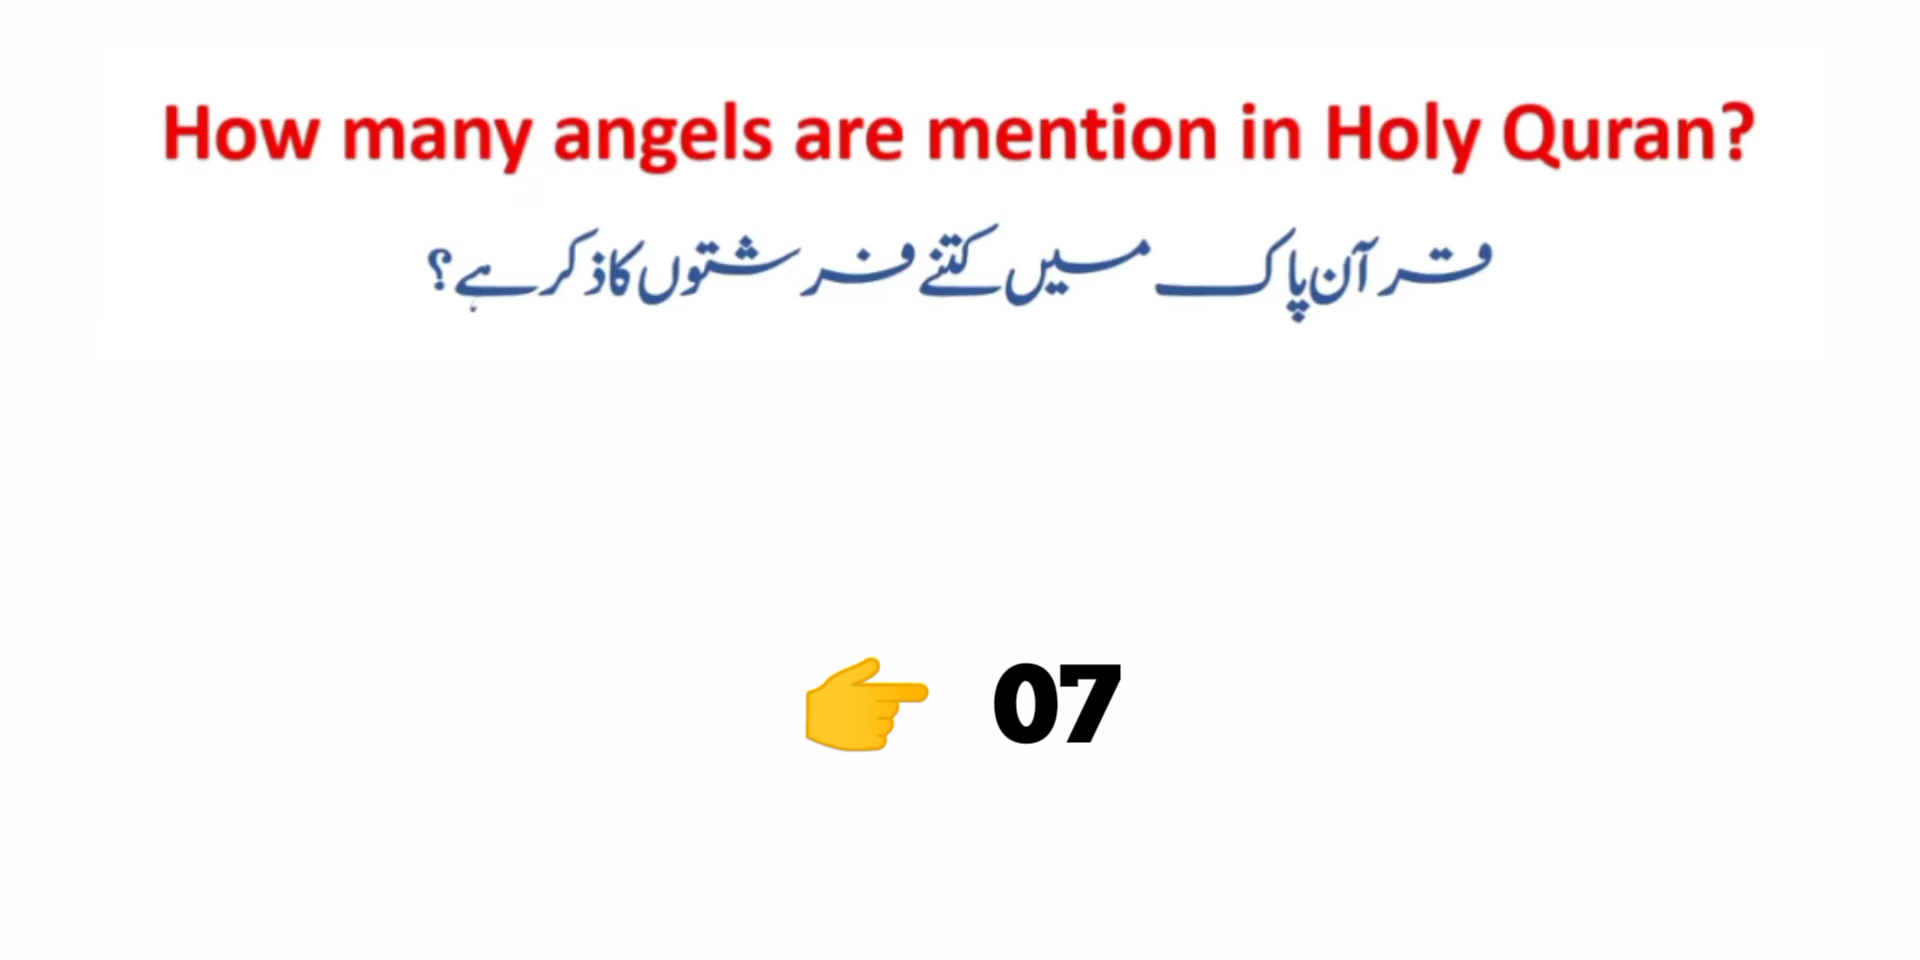 How many angels are mention in Holy Quran?
قرآن پاک میں کتنے فرشتوں کا ذکر ہے؟
👉 07